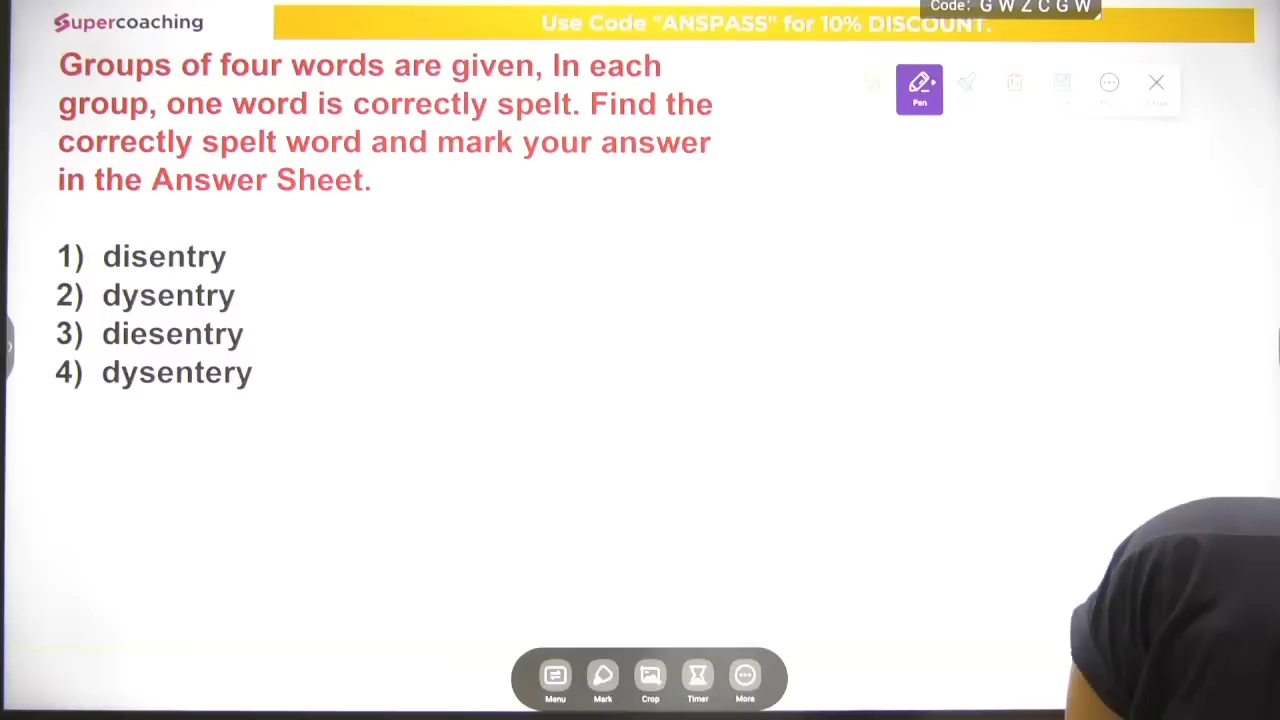 Supercoaching
Use Code "ANSPASS" for 10% DISCOUNT.
Code: G W Z C G W
Groups of four words are given, In each
group, one word is correctly spelt. Find the
correctly spelt word and mark your answer
in the Answer Sheet.
Pen
1) disentry
2) dysentry
3) diesentry
4) dysentery
Menu
Mark
Crop
Timer
More